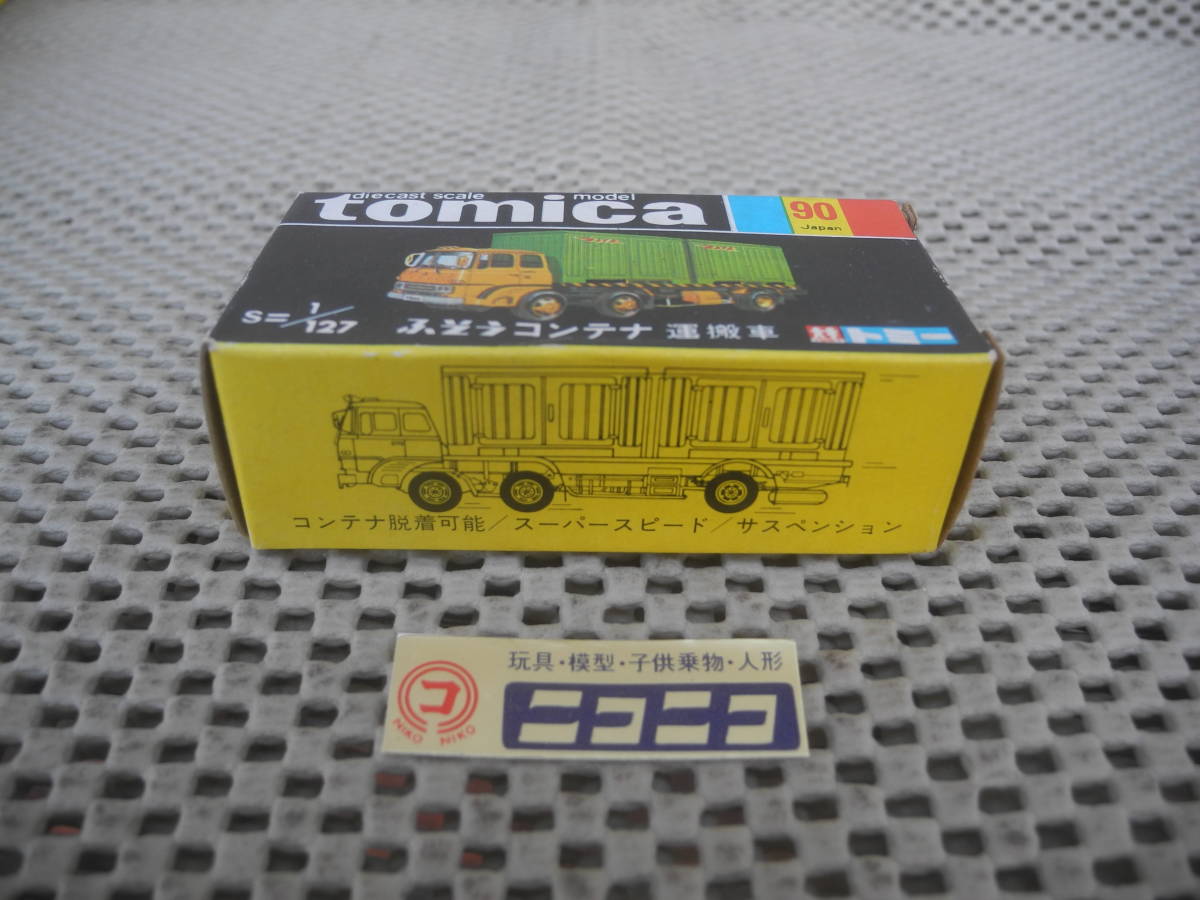 diecast scale model
tomica
90
Japan
S=1/127
ふそうコンテナ 運搬車
トミー
コンテナ脱着可能/スーパースピード/サスペンション
玩具・模型・子供乗物・人形
コ
NIKO NIKO
ニコニコ